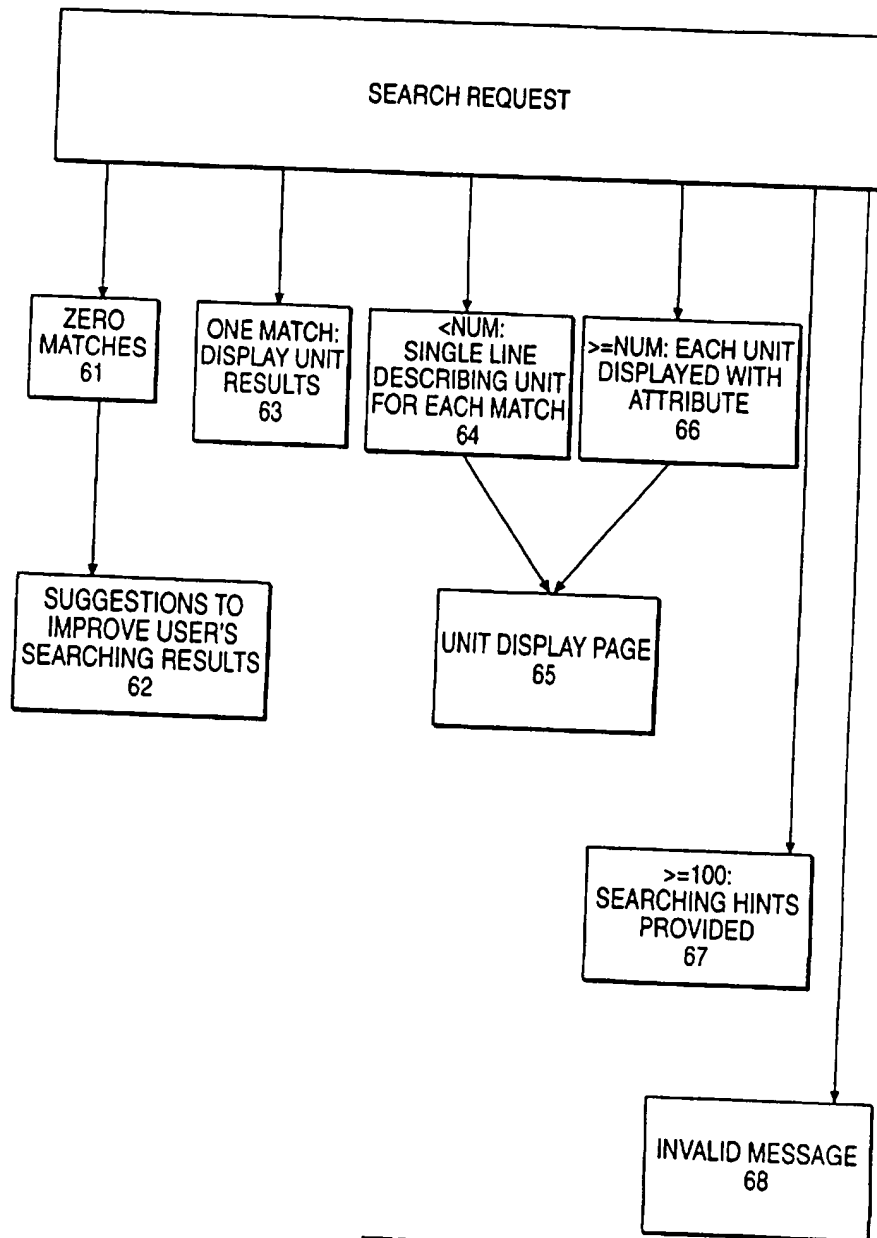 SEARCH REQUEST
ZERO
MATCHES
61
ONE MATCH:
DISPLAY UNIT
RESULTS
63
<NUM:
SINGLE LINE
DESCRIBING UNIT
FOR EACH MATCH
64
>=NUM: EACH UNIT
DISPLAYED WITH
ATTRIBUTE
66
SUGGESTIONS TO
IMPROVE USER'S
SEARCHING RESULTS
62
UNIT DISPLAY PAGE
65
>=100:
SEARCHING HINTS
PROVIDED
67
INVALID MESSAGE
68